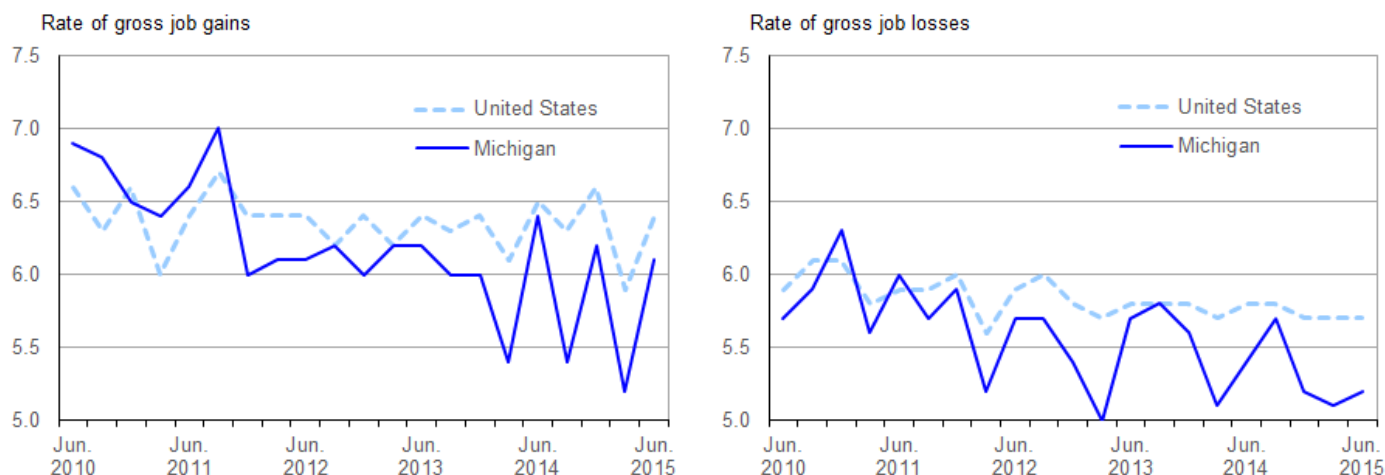 Rate of gross job gains
7.5
7.0
6.5
6.0
5.5
5.0
United States
Michigan
Jun. Jun. Jun. Jun. Jun. Jun.
2010 2011 2012 2013 2014 2015
Rate of gross job losses
7.5
7.0
6.5
6.0
5.5
5.0
United States
Michigan
Jun. Jun. Jun. Jun. Jun. Jun.
2010 2011 2012 2013 2014 2015